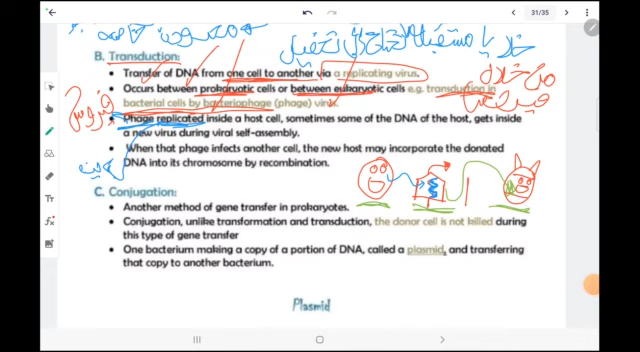 31/35
خلايا مستقبلة
B. Transduction:
• Transfer of DNA from one cell to another via a replicating virus.
من خلال
• Occurs between prokaryotic cells or between eukaryotic cells e.g. transduction in
bacterial cells by bacteriophage (phage) virus
فيروس
• Phage replicated inside a host cell, sometimes some of the DNA of the host, gets inside
a new virus during viral self-assembly.
• When that phage infects another cell, the new host may incorporate the donated
DNA into its chromosome by recombination.
C. Conjugation:
• Another method of gene transfer in prokaryotes.
• Conjugation, unlike transformation and transduction, the donor cell is not killed during
this type of gene transfer
• One bacterium making a copy of a portion of DNA, called a plasmid, and transferring
that copy to another bacterium.
Plasmid